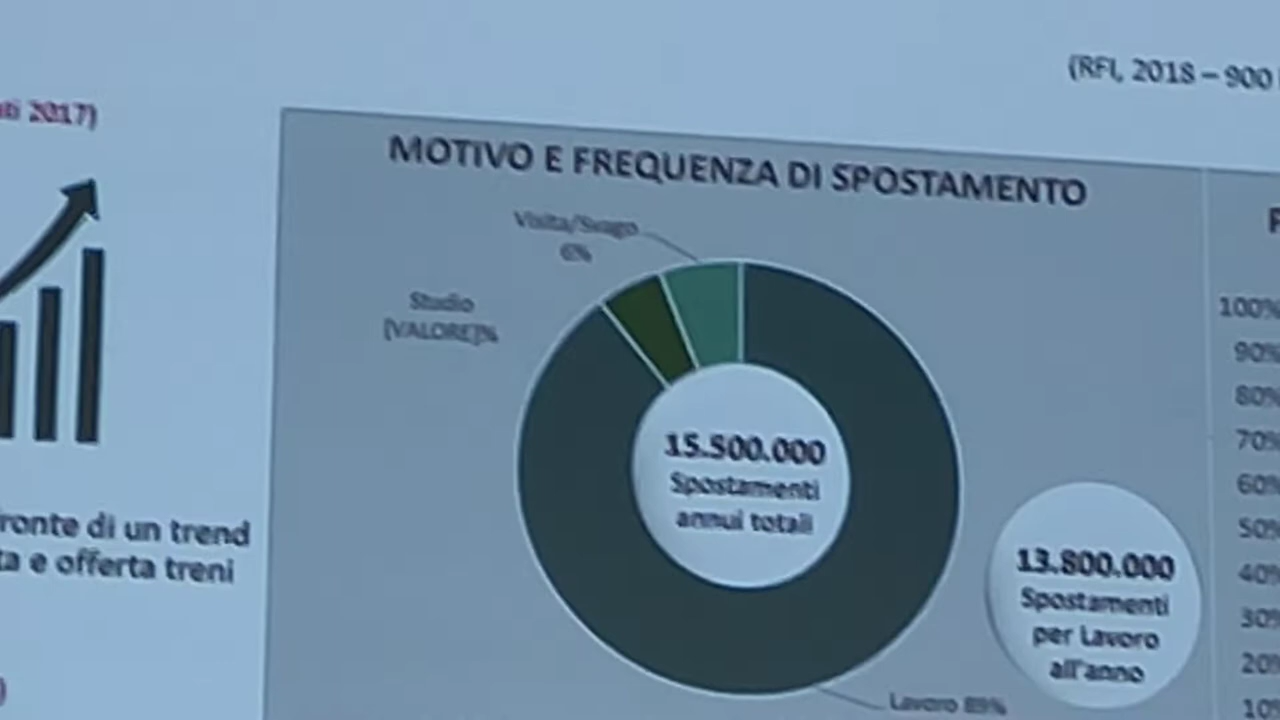 (RFI, 2018 – 900
2017)
MOTIVO E FREQUENZA DI SPOSTAMENTO
Visita/Svago
6%
Studio
[VALORE]%
15.500.000
Spostamenti
annui totali
13.800.000
Spostamenti
per Lavoro
all'anno
Lavoro 89%
fronte di un trend
ta e offerta treni
)
100%
90%
80%
70%
60%
50%
40%
30%
20%
10%